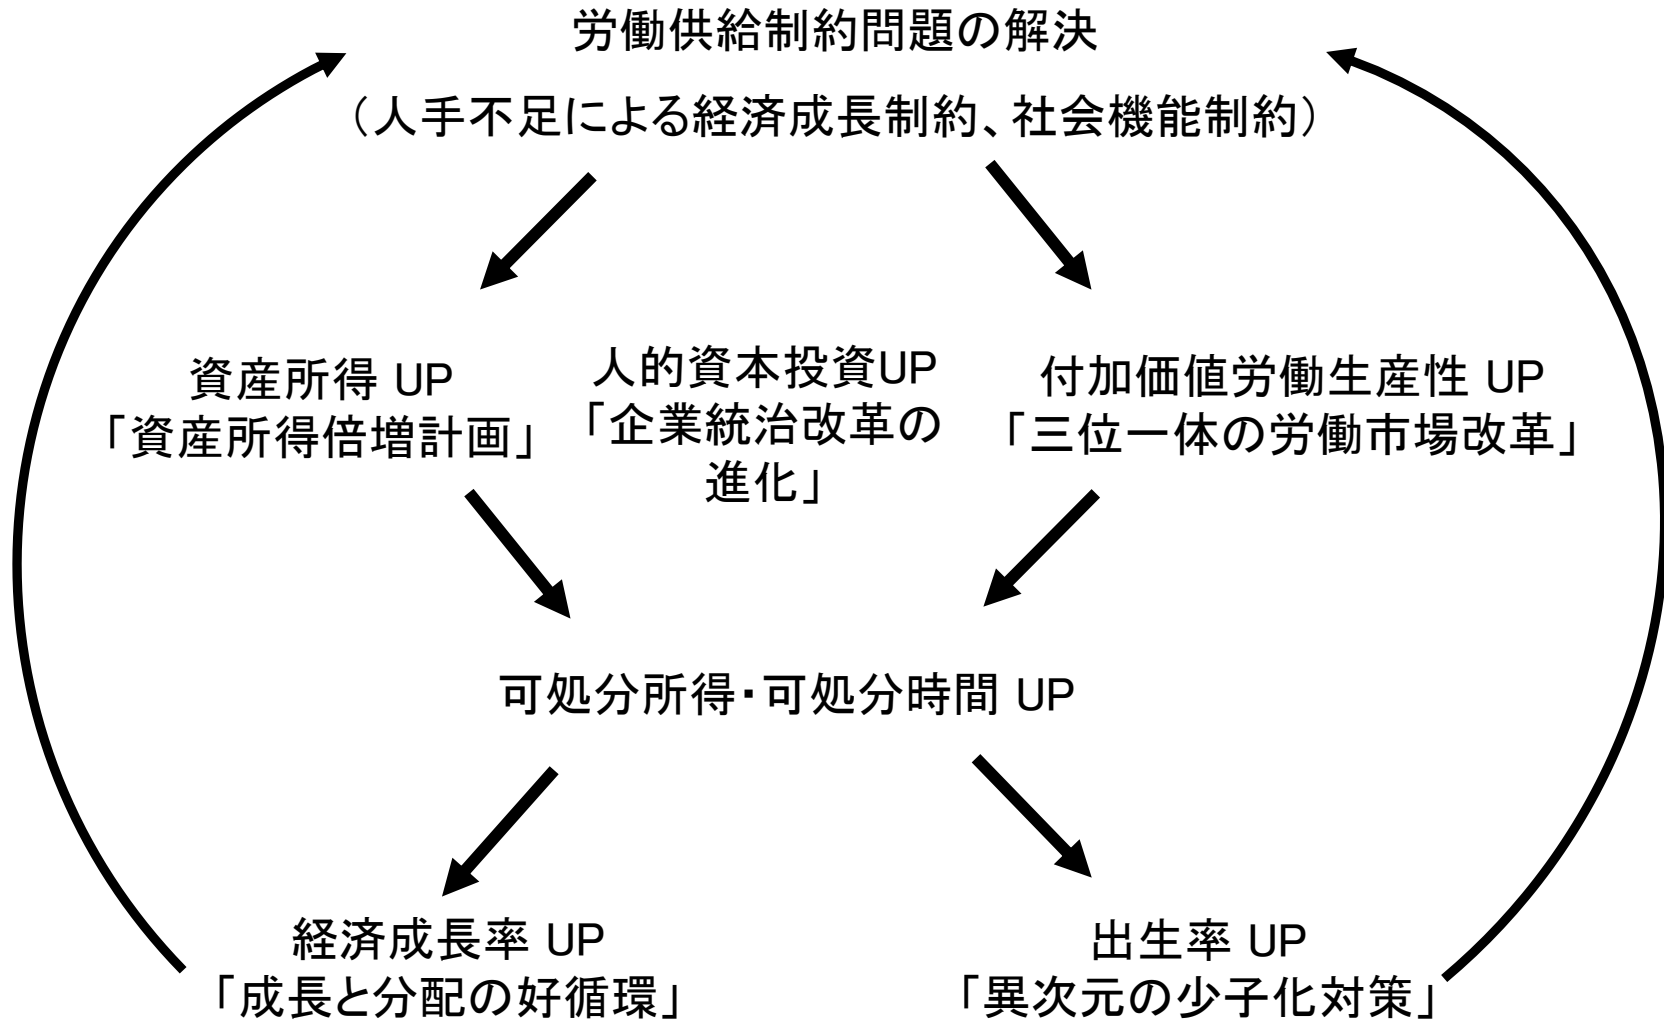 労働供給制約問題の解決
（人手不足による経済成長制約、社会機能制約）
資産所得 UP
「資産所得倍増計画」
人的資本投資UP
「企業統治改革の
進化」
付加価値労働生産性 UP
「三位一体の労働市場改革」
可処分所得・可処分時間 UP
経済成長率 UP
「成長と分配の好循環」
出生率 UP
「異次元の少子化対策」